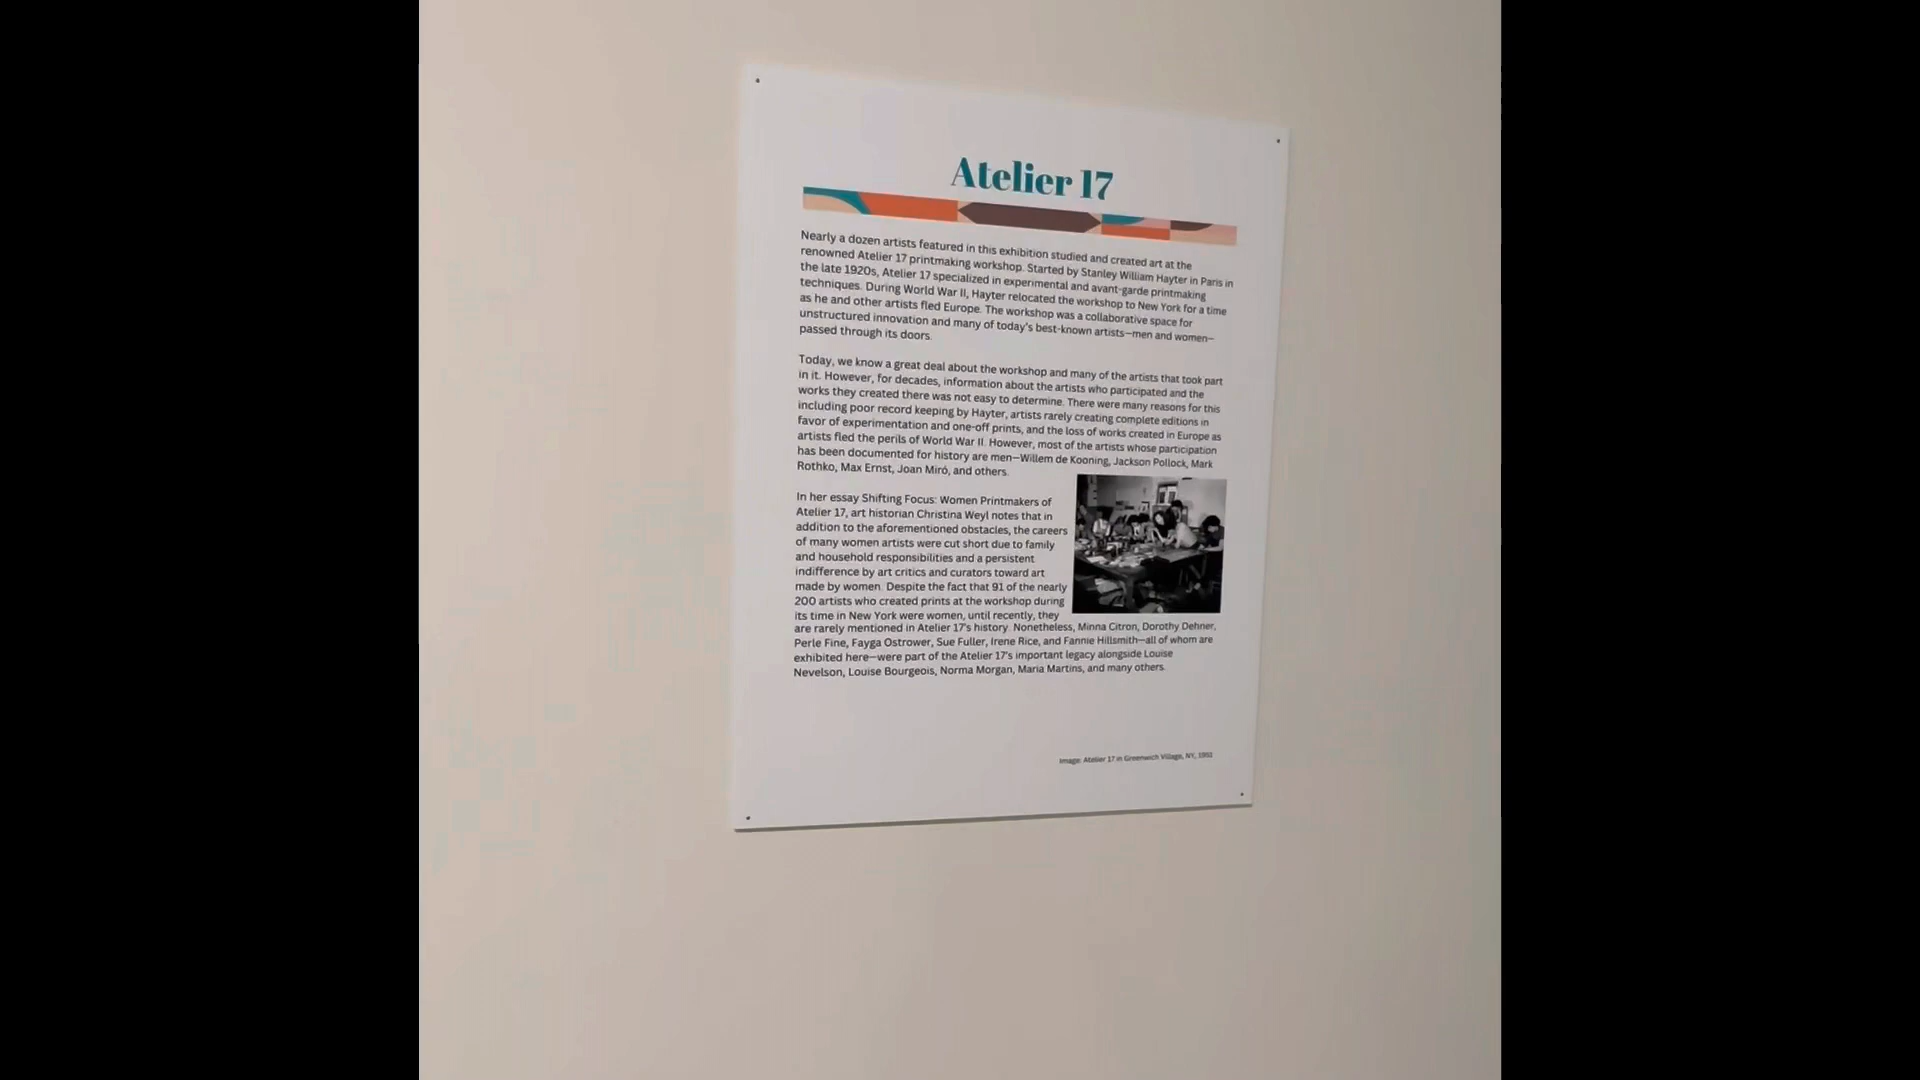 Atelier 17
Nearly a dozen artists featured in this exhibition studied and created art at the
renowned Atelier 17 printmaking workshop. Started by Stanley William Hayter in Paris in
the late 1920s, Atelier 17 specialized in experimental and avant-garde printmaking
techniques. During World War II, Hayter relocated the workshop to New York for a time
as he and other artists fled Europe. The workshop was a collaborative space for
unstructured innovation and many of today's best-known artists—men and women—
passed through its doors.
Today, we know a great deal about the workshop and many of the artists that took part
in it. However, for decades, information about the artists who participated and the
works they created there was not easy to determine. There were many reasons for this
including poor record keeping by Hayter, artists rarely creating complete editions in
favor of experimentation and one-off prints, and the loss of works created in Europe as
artists fled the perils of World War II. However, most of the artists whose participation
has been documented for history are men—Willem de Kooning, Jackson Pollock, Mark
Rothko, Max Ernst, Joan Miró, and others.
In her essay Shifting Focus: Women Printmakers of
Atelier 17, art historian Christina Weyl notes that in
addition to the aforementioned obstacles, the careers
of many women artists were cut short due to family
and household responsibilities and a persistent
indifference by art critics and curators toward art
made by women. Despite the fact that 91 of the nearly
200 artists who created prints at the workshop during
its time in New York were women, until recently, they
are rarely mentioned in Atelier 17's history. Nonetheless, Minna Citron, Dorothy Dehner,
Perle Fine, Fayga Ostrower, Sue Fuller, Irene Rice, and Fannie Hillsmith—all of whom are
exhibited here—were part of the Atelier 17's important legacy alongside Louise
Nevelson, Louise Bourgeois, Norma Morgan, Maria Martins, and many others.
Image: Atelier 17 in Greenwich Village, NY,